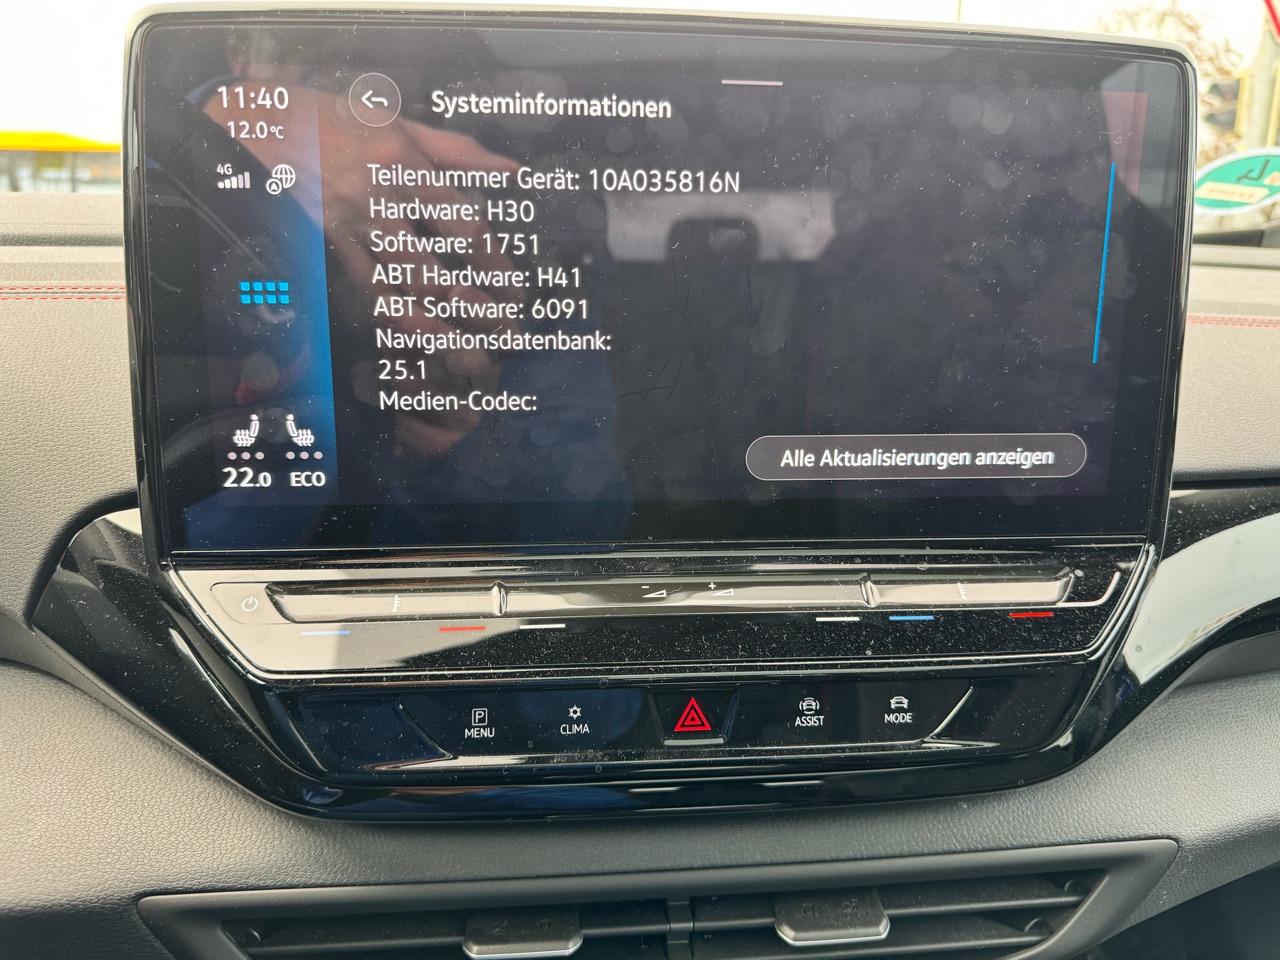 11:40
12.0°C
4G
Systeminformationen
Teilenummer Gerät: 10A035816N
Hardware: H30
Software: 1751
ABT Hardware: H41
ABT Software: 6091
Navigationsdatenbank:
25.1
Medien-Codec:
Alle Aktualisierungen anzeigen
22.0 ECO
- +
P
MENU
CLIMA
ASSIST
MODE